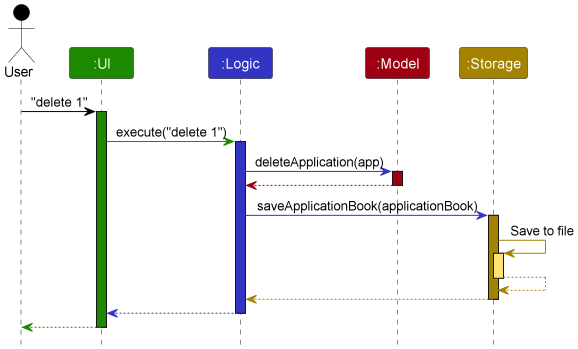 User
:UI
:Logic
:Model
:Storage
"delete 1"
execute("delete 1")
deleteApplication(app)
saveApplicationBook(applicationBook)
Save to file